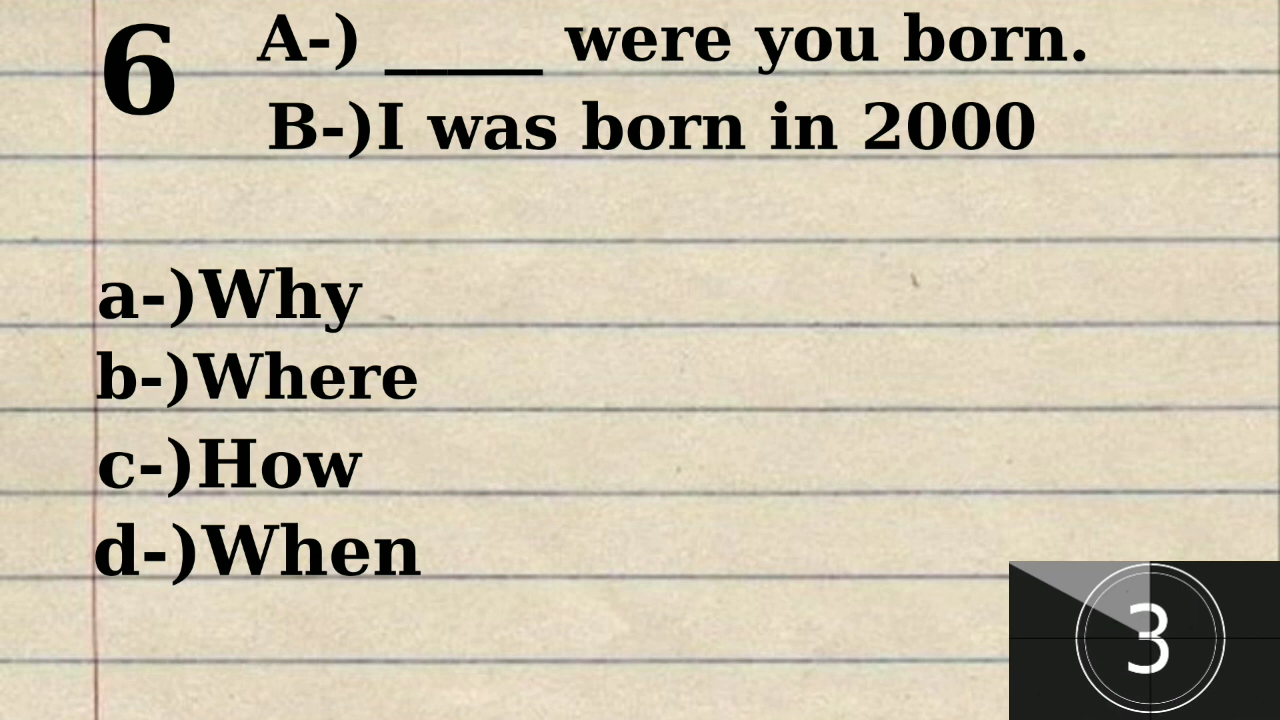 6
A-) _____ were you born.
B-)I was born in 2000
a-)Why
b-)Where
c-)How
d-)When
3